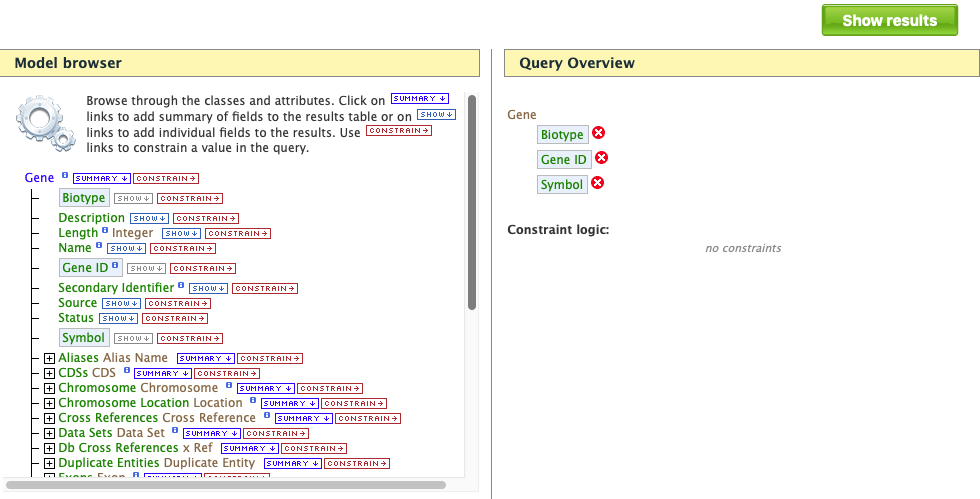 Show results
Model browser
Browse through the classes and attributes. Click on SUMMARY ↓
links to add summary of fields to the results table or on SHOW ↓
links to add individual fields to the results. Use CONSTRAIN →
links to constrain a value in the query.
Gene i SUMMARY ↓ CONSTRAIN →
Biotype SHOW ↓ CONSTRAIN →
Description SHOW ↓ CONSTRAIN →
Length i Integer SHOW ↓ CONSTRAIN →
Name i SHOW ↓ CONSTRAIN →
Gene ID i SHOW ↓ CONSTRAIN →
Secondary Identifier i SHOW ↓ CONSTRAIN →
Source SHOW ↓ CONSTRAIN →
Status SHOW ↓ CONSTRAIN →
Symbol SHOW ↓ CONSTRAIN →
Aliases Alias Name SUMMARY ↓ CONSTRAIN →
CDSs CDS i SUMMARY ↓ CONSTRAIN →
Chromosome Chromosome i SUMMARY ↓ CONSTRAIN →
Chromosome Location Location i SUMMARY ↓ CONSTRAIN →
Cross References Cross Reference i SUMMARY ↓ CONSTRAIN →
Data Sets Data Set i SUMMARY ↓ CONSTRAIN →
Db Cross References x Ref SUMMARY ↓ CONSTRAIN →
Duplicate Entities Duplicate Entity SUMMARY ↓ CONSTRAIN →
Exons Exon i SUMMARY ↓ CONSTRAIN →
Query Overview
Gene
Biotype
Gene ID
Symbol
Constraint logic:
no constraints